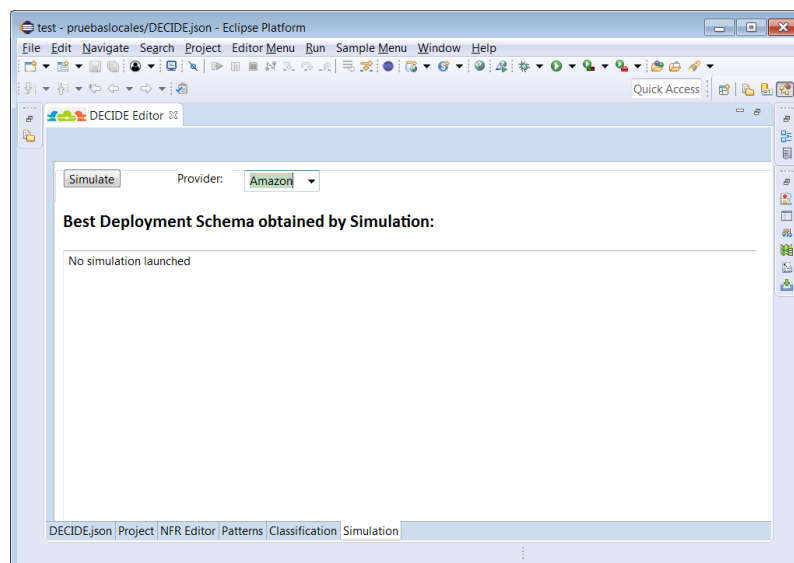 test - pruebaslocales/DECIDE.json - Eclipse Platform
File Edit Navigate Search Project Editor Menu Run Sample Menu Window Help
Quick Access
DECIDE Editor
Simulate Provider: Amazon
Best Deployment Schema obtained by Simulation:
No simulation launched
DECIDE.json Project NFR Editor Patterns Classification Simulation